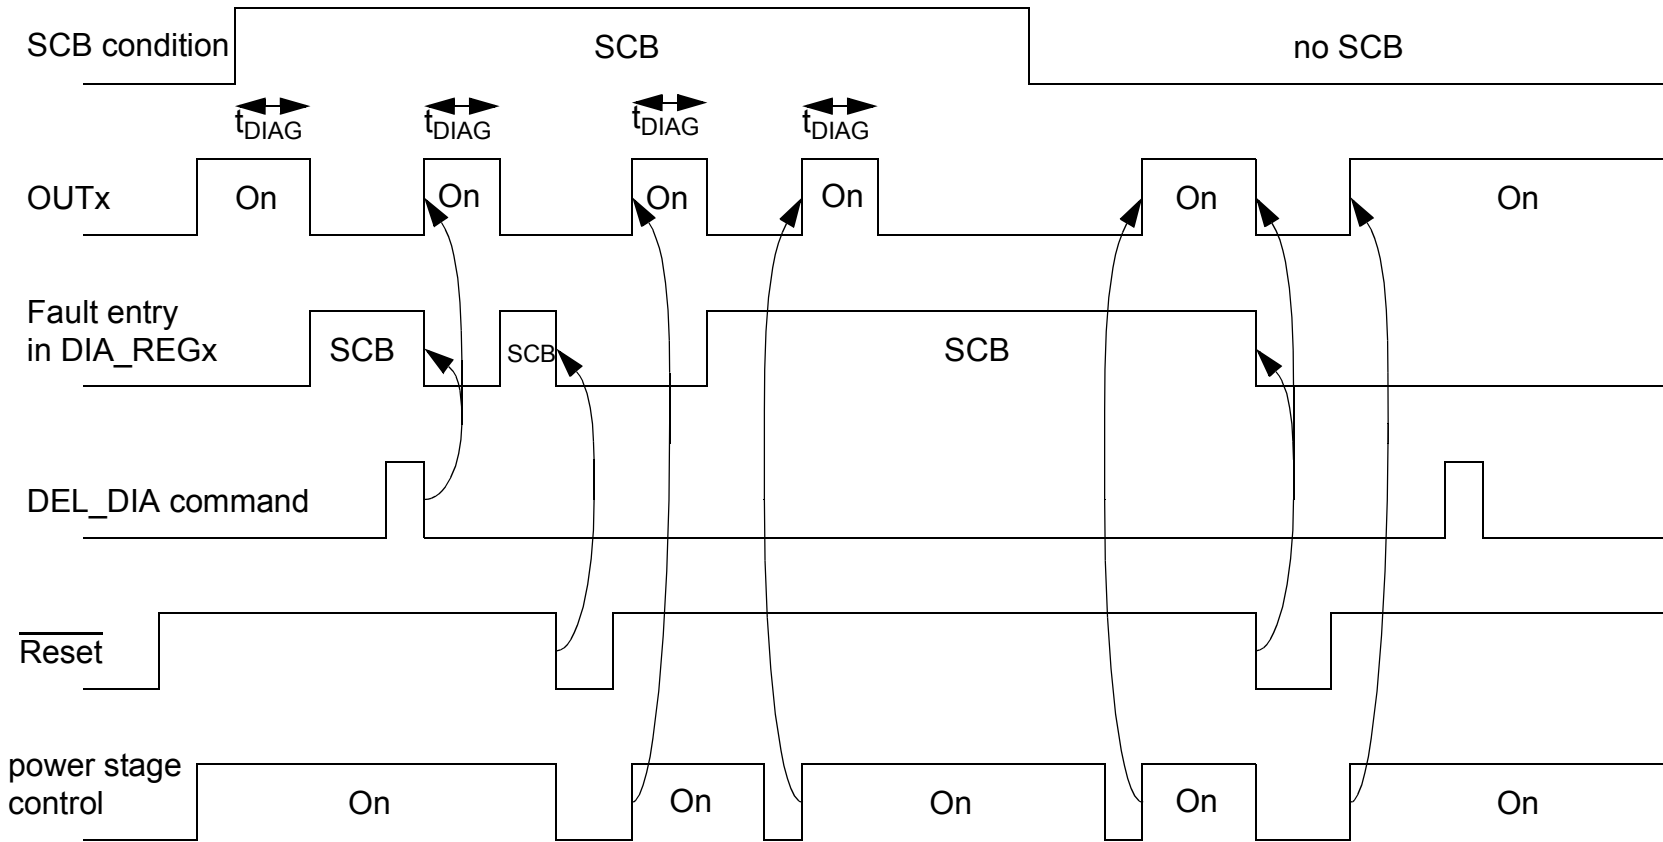 SCB condition
SCB
no SCB
tDIAG
tDIAG
tDIAG
tDIAG
OUTx
On
On
On
On
On
On
Fault entry
in DIA_REGx
SCB
SCB
SCB
DEL_DIA command
Reset
power stage
control
On
On
On
On
On